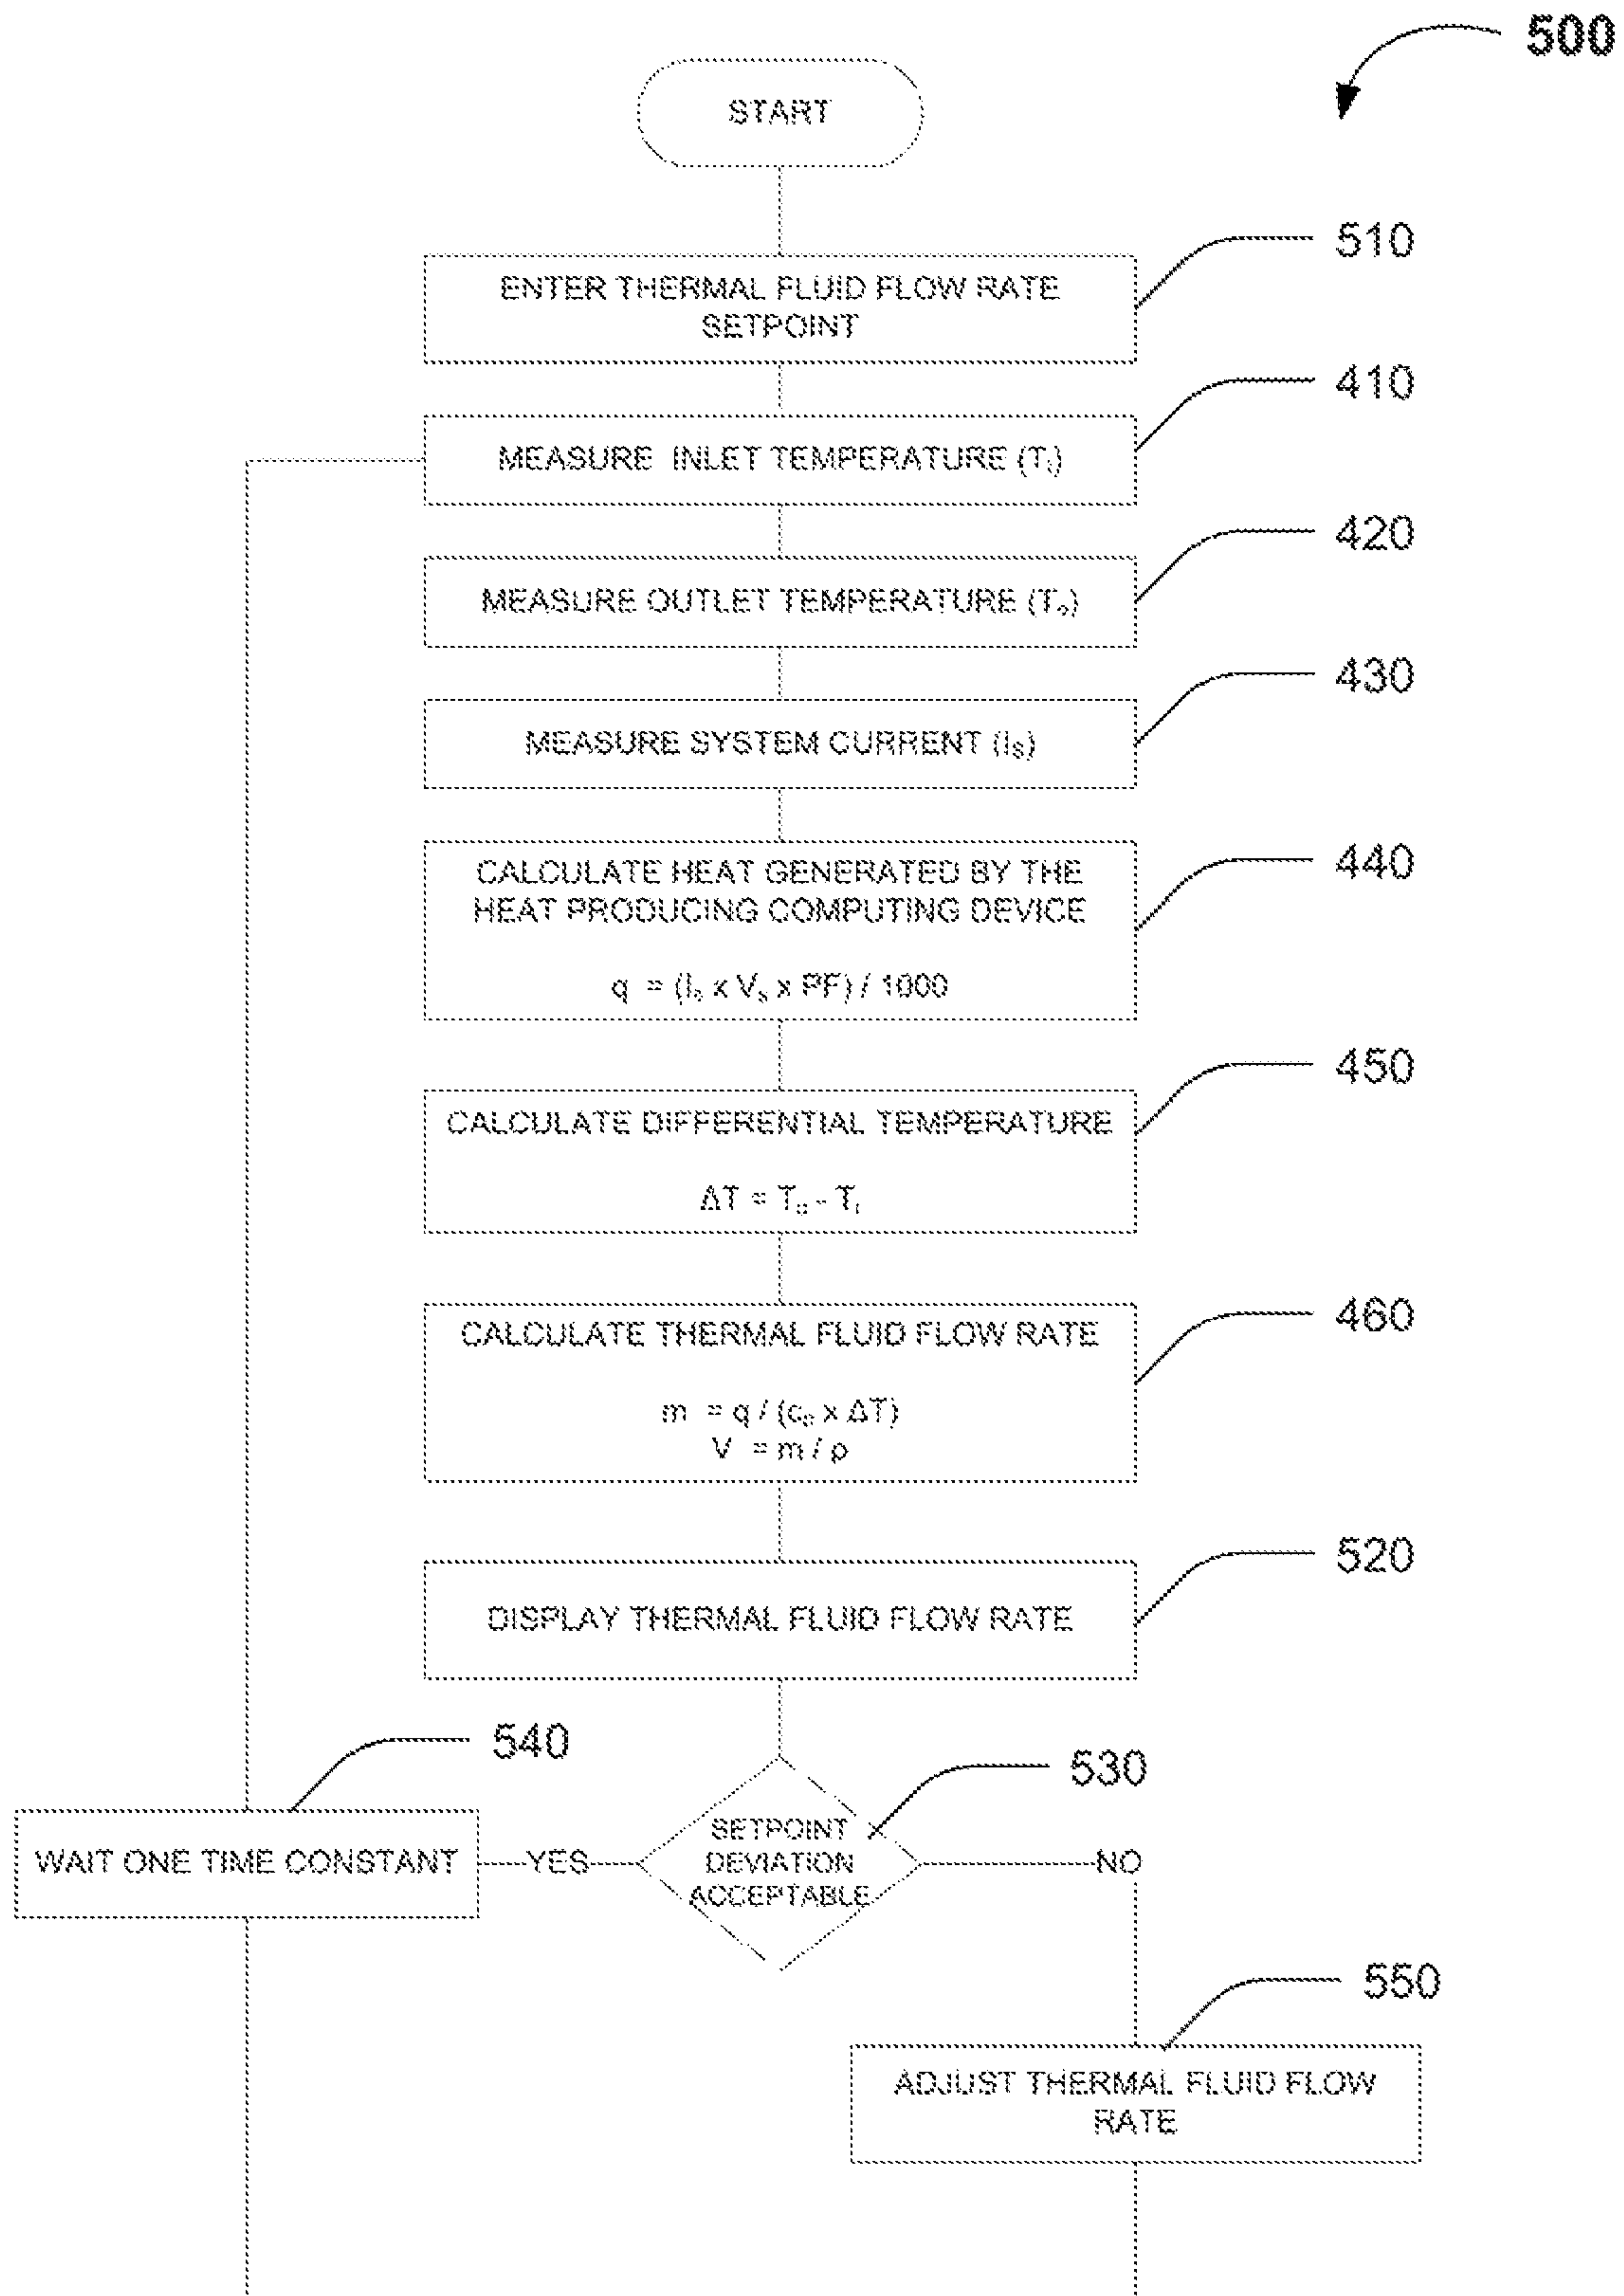 500
START
510
ENTER THERMAL FLUID FLOW RATE
SETPOINT
410
MEASURE INLET TEMPERATURE (Tᵢ)
420
MEASURE OUTLET TEMPERATURE (Tₒ)
430
MEASURE SYSTEM CURRENT (I_S)
440
CALCULATE HEAT GENERATED BY THE
HEAT PRODUCING COMPUTING DEVICE
q = (Iₛ x Vₛ x PF) / 1000
450
CALCULATE DIFFERENTIAL TEMPERATURE
ΔT = Tₒ - Tᵢ
460
CALCULATE THERMAL FLUID FLOW RATE
m = q / (cₚ x ΔT)
V = m / ρ
520
DISPLAY THERMAL FLUID FLOW RATE
540
530
SETPOINT
DEVIATION
ACCEPTABLE
WAIT ONE TIME CONSTANT
YES
NO
550
ADJUST THERMAL FLUID FLOW
RATE